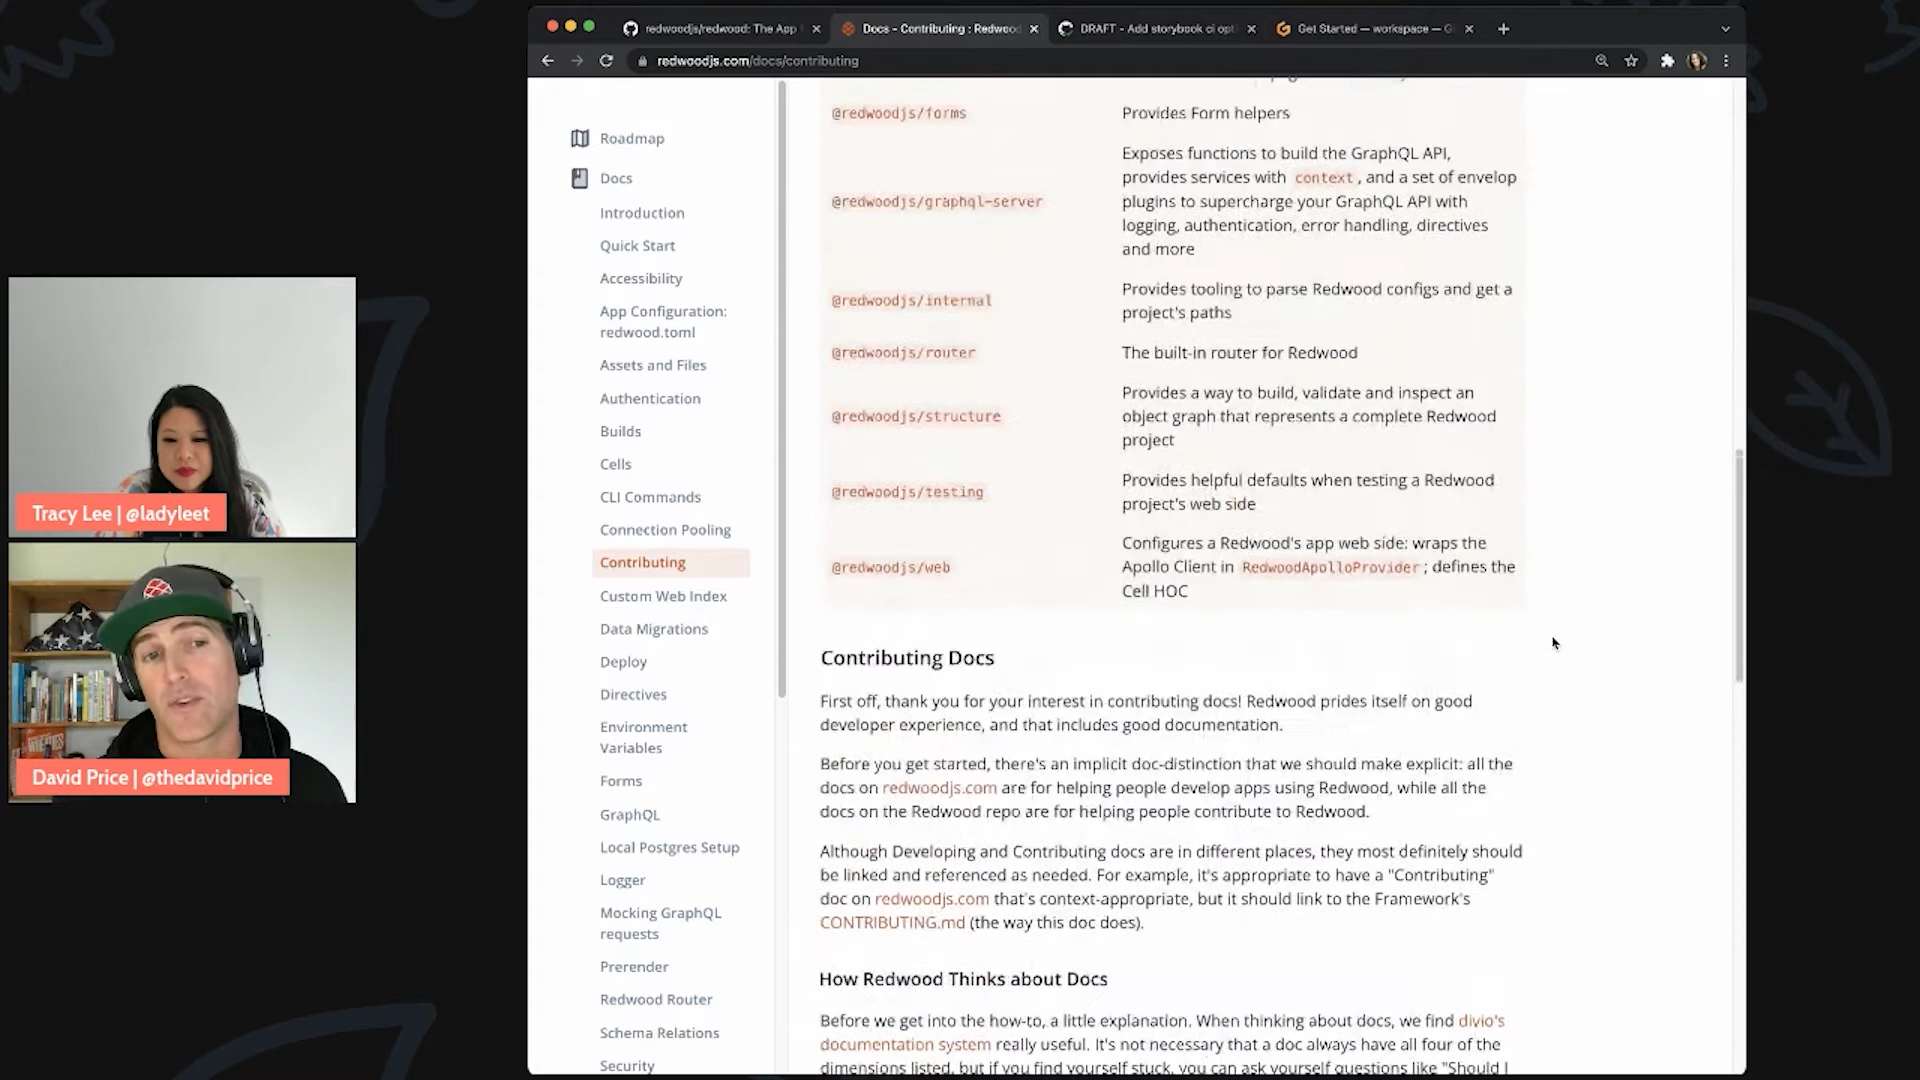 redwoodjs/redwood: The App
Docs - Contributing : Redwood
DRAFT - Add storybook ci opt
Get Started — workspace — G
redwoodjs.com/docs/contributing
Roadmap
Docs
Introduction
Quick Start
Accessibility
App Configuration:
redwood.toml
Assets and Files
Authentication
Builds
Cells
CLI Commands
Connection Pooling
Contributing
Custom Web Index
Data Migrations
Deploy
Directives
Environment
Variables
Forms
GraphQL
Local Postgres Setup
Logger
Mocking GraphQL
requests
Prerender
Redwood Router
Schema Relations
Security
@redwoodjs/forms
Provides Form helpers
@redwoodjs/graphql-server
Exposes functions to build the GraphQL API,
provides services with context, and a set of envelop
plugins to supercharge your GraphQL API with
logging, authentication, error handling, directives
and more
@redwoodjs/internal
Provides tooling to parse Redwood configs and get a
project's paths
@redwoodjs/router
The built-in router for Redwood
@redwoodjs/structure
Provides a way to build, validate and inspect an
object graph that represents a complete Redwood
project
@redwoodjs/testing
Provides helpful defaults when testing a Redwood
project's web side
@redwoodjs/web
Configures a Redwood's app web side: wraps the
Apollo Client in RedwoodApolloProvider; defines the
Cell HOC
Contributing Docs
First off, thank you for your interest in contributing docs! Redwood prides itself on good
developer experience, and that includes good documentation.
Before you get started, there's an implicit doc-distinction that we should make explicit: all the
docs on redwoodjs.com are for helping people develop apps using Redwood, while all the
docs on the Redwood repo are for helping people contribute to Redwood.
Although Developing and Contributing docs are in different places, they most definitely should
be linked and referenced as needed. For example, it's appropriate to have a "Contributing"
doc on redwoodjs.com that's context-appropriate, but it should link to the Framework's
CONTRIBUTING.md (the way this doc does).
How Redwood Thinks about Docs
Before we get into the how-to, a little explanation. When thinking about docs, we find divio's
documentation system really useful. It's not necessary that a doc always have all four of the
dimensions listed, but if you find yourself stuck, you can ask yourself questions like "Should I
Tracy Lee | @ladyleet
WHEATIES
David Price | @thedavidprice